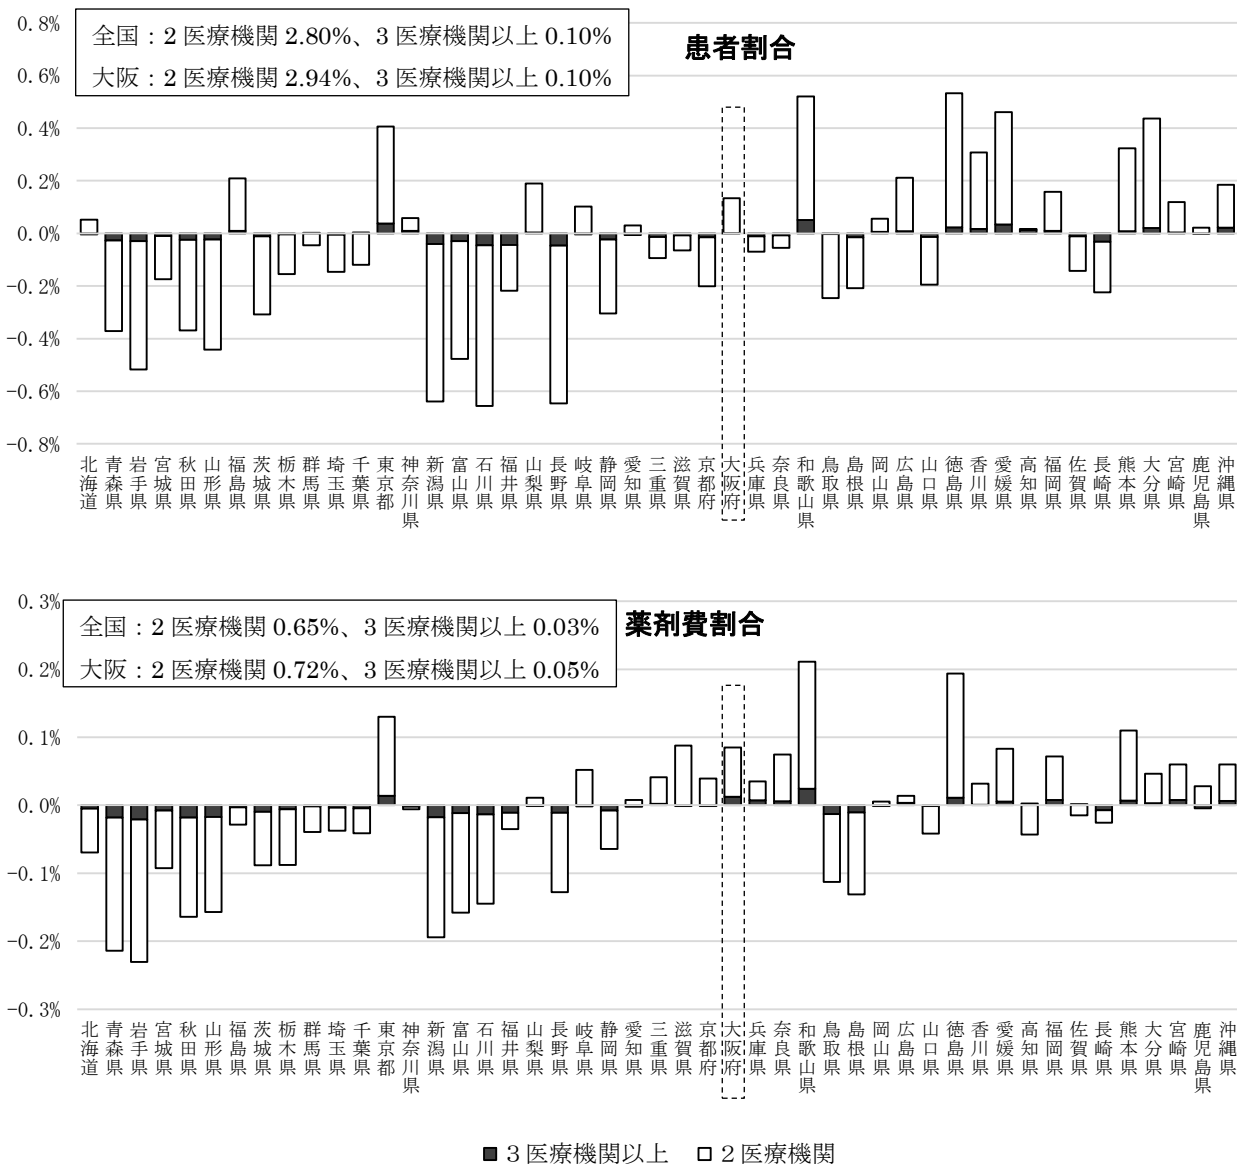 全国：2 医療機関 2.80%、3 医療機関以上 0.10%
大阪：2 医療機関 2.94%、3 医療機関以上 0.10%
患者割合
0.8%
0.6%
0.4%
0.2%
0.0%
-0.2%
-0.4%
-0.6%
-0.8%
北海道
青森県
岩手県
宮城県
秋田県
山形県
福島県
茨城県
栃木県
群馬県
埼玉県
千葉県
東京都
神奈川県
新潟県
富山県
石川県
福井県
山梨県
長野県
岐阜県
静岡県
愛知県
三重県
滋賀県
京都府
大阪府
兵庫県
奈良県
和歌山県
鳥取県
島根県
岡山県
広島県
山口県
徳島県
香川県
愛媛県
高知県
福岡県
佐賀県
長崎県
熊本県
大分県
宮崎県
鹿児島県
沖縄県
全国：2 医療機関 0.65%、3 医療機関以上 0.03%
大阪：2 医療機関 0.72%、3 医療機関以上 0.05%
薬剤費割合
0.3%
0.2%
0.1%
0.0%
-0.1%
-0.2%
-0.3%
北海道
青森県
岩手県
宮城県
秋田県
山形県
福島県
茨城県
栃木県
群馬県
埼玉県
千葉県
東京都
神奈川県
新潟県
富山県
石川県
福井県
山梨県
長野県
岐阜県
静岡県
愛知県
三重県
滋賀県
京都府
大阪府
兵庫県
奈良県
和歌山県
鳥取県
島根県
岡山県
広島県
山口県
徳島県
香川県
愛媛県
高知県
福岡県
佐賀県
長崎県
熊本県
大分県
宮崎県
鹿児島県
沖縄県
3 医療機関以上 2 医療機関